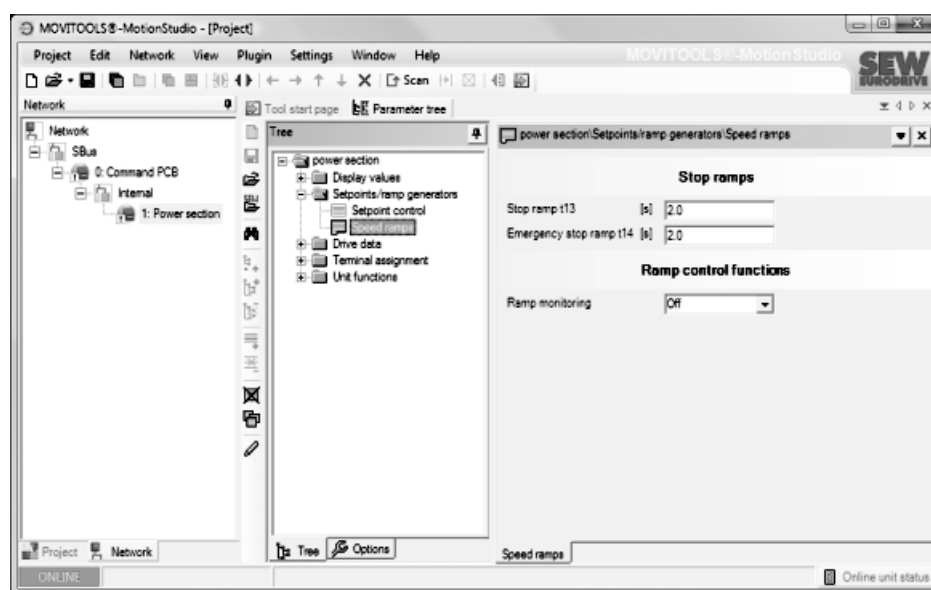 MOVITOOLS®-MotionStudio - [Project]
Project Edit Network View Plugin Settings Window Help
MOVITOOLS®-MotionStudio
SEW
EURODRIVE
Scan
Network
Tool start page
Parameter tree
Network
SBus
0: Command PCB
Internal
1: Power section
Project
Network
Tree
power section
Display values
Setpoints/ramp generators
Setpoint control
Speed ramps
Drive data
Terminal assignment
Unit functions
Tree
Options
power section\Setpoints/ramp generators\Speed ramps
Stop ramps
Stop ramp t13 [s] 2.0
Emergency stop ramp t14 [s] 2.0
Ramp control functions
Ramp monitoring Off
Speed ramps
ONLINE
Online unit status